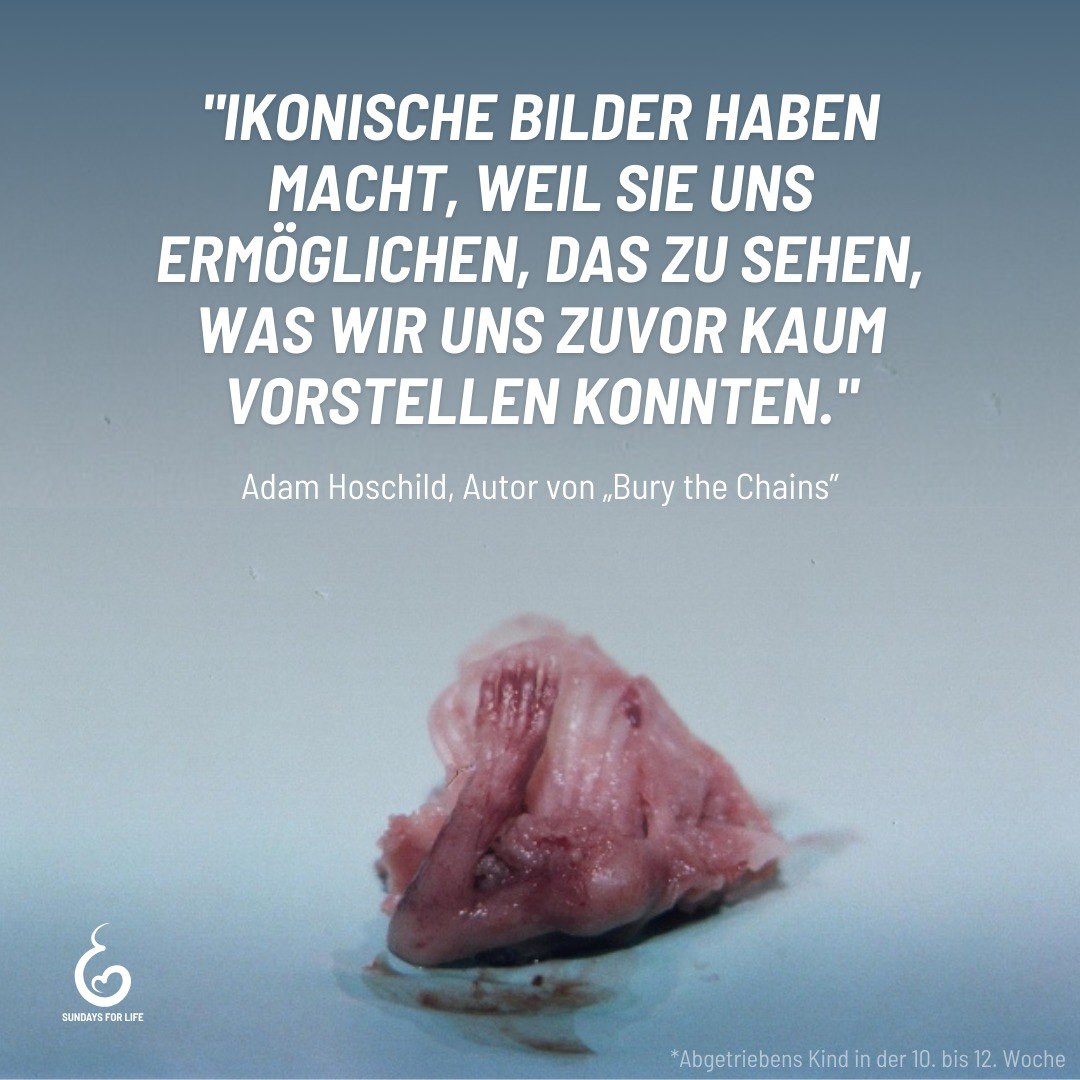 "IKONISCHE BILDER HABEN
MACHT, WEIL SIE UNS
ERMÖGLICHEN, DAS ZU SEHEN,
WAS WIR UNS ZUVOR KAUM
VORSTELLEN KONNTEN."
Adam Hoschild, Autor von „Bury the Chains”
SUNDAYS FOR LIFE
*Abgetriebens Kind in der 10. bis 12. Woche